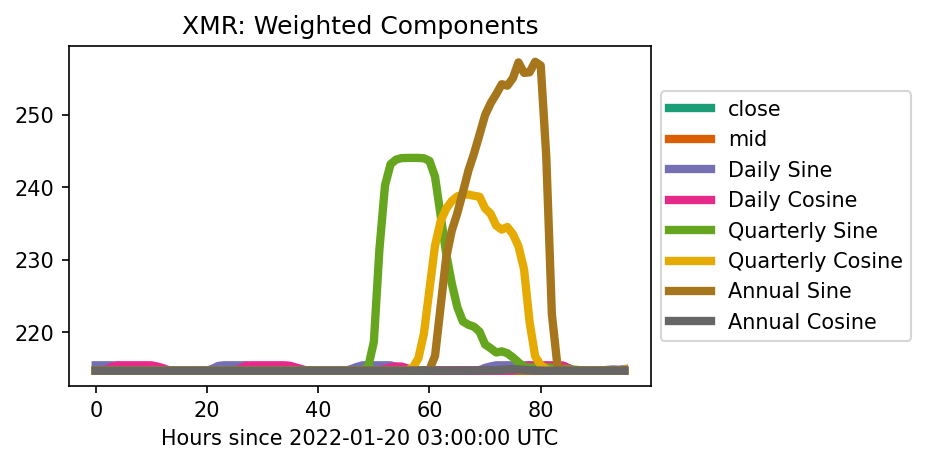 XMR: Weighted Components
250
240
230
220
0 20 40 60 80
Hours since 2022-01-20 03:00:00 UTC
close
mid
Daily Sine
Daily Cosine
Quarterly Sine
Quarterly Cosine
Annual Sine
Annual Cosine